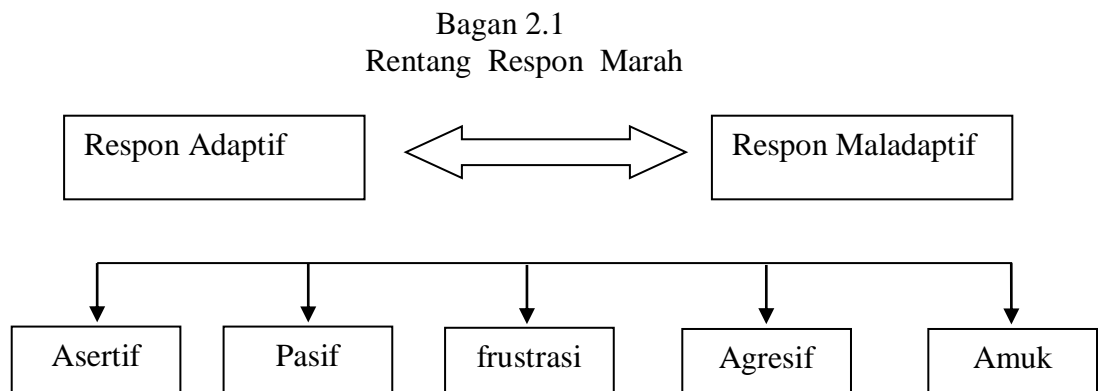 Bagan 2.1
Rentang Respon Marah
Respon Adaptif
Respon Maladaptif
Asertif
Pasif
frustrasi
Agresif
Amuk